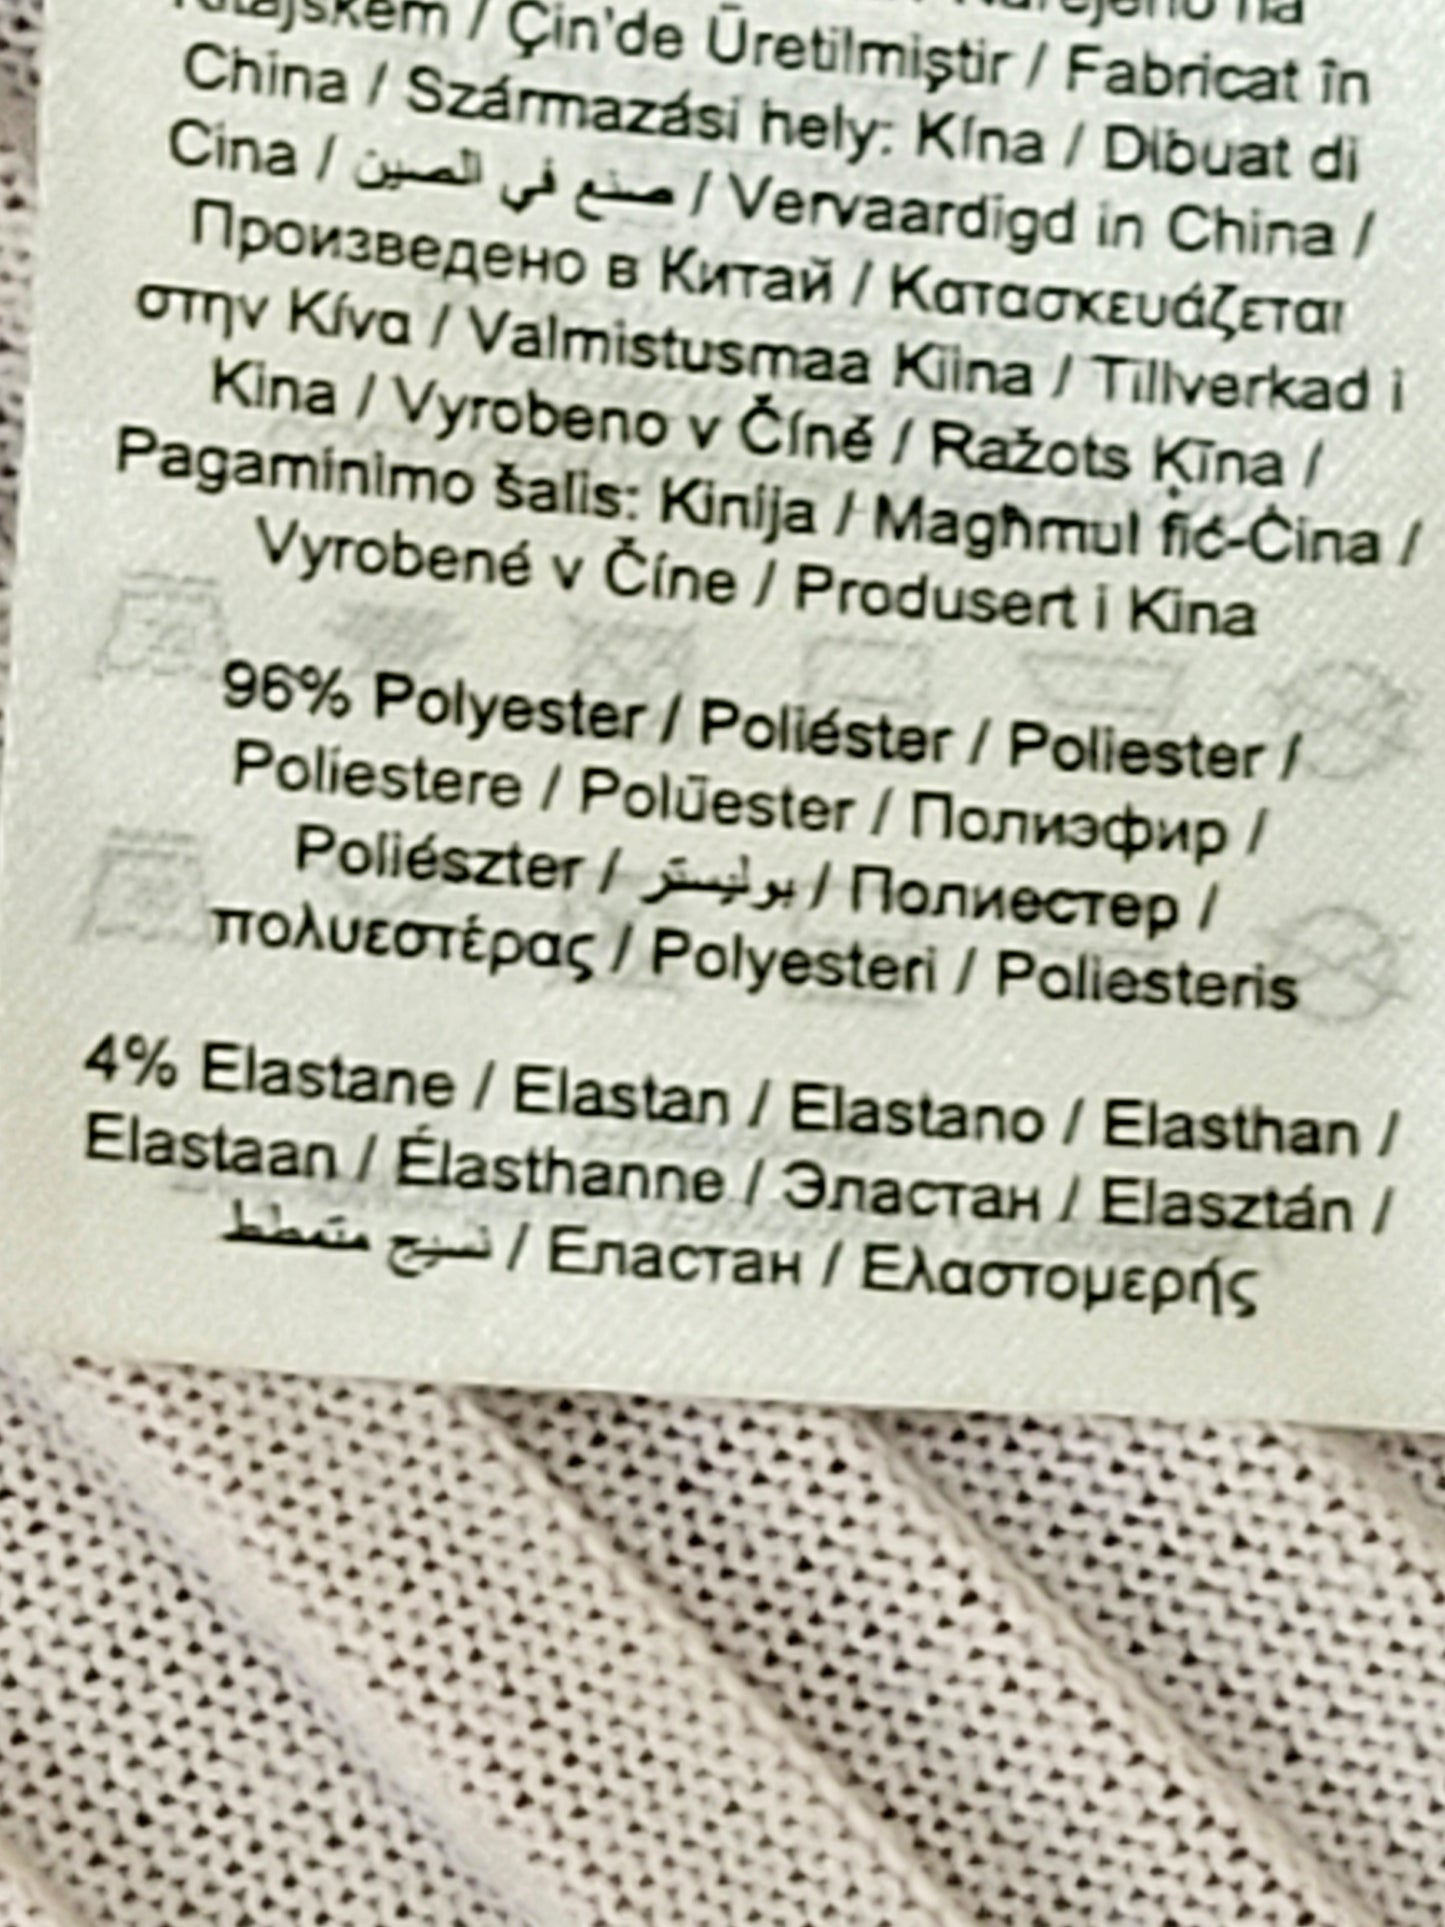 Kitajskem / Çin'de Üretilmiştir / Fabricat în
China / Származási hely: Kína / Dibuat di
Cina / صنع في الصين / Vervaardigd in China /
Произведено в Китай / Κατασκευάζεται
στην Κίνα / Valmistusmaa Kiina / Tillverkad i
Kina / Vyrobeno v Číně / Ražots Ķīna /
Pagaminimo šalis: Kinija / Magħmul fiċ-Ċina /
Vyrobené v Číne / Produsert i Kina
96% Polyester / Poliéster / Poliester /
Poliestere / Polüester / Полиэфир /
Poliészter / بوليستر / Полиестер /
πολυεστέρας / Polyesteri / Poliesteris
4% Elastane / Elastan / Elastano / Elasthan /
Elastaan / Élasthanne / Эластан / Elasztán /
نسيج متمطط / Еластан / Ελαστομερής